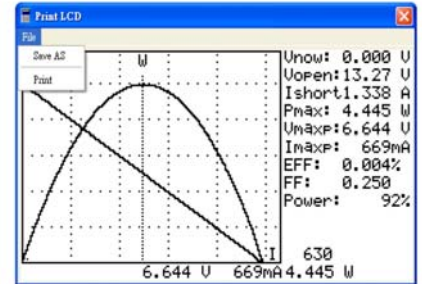 Print LCD
File
Save AS
Print
W
Vnow: 0.000 V
Vopen:13.27 V
Ishort1.338 A
Pmax: 4.445 W
Vmaxp:6.644 V
Imaxp: 669mA
EFF: 0.004%
FF: 0.250
Power: 92%
I 630
6.644 V 669mA 4.445 W